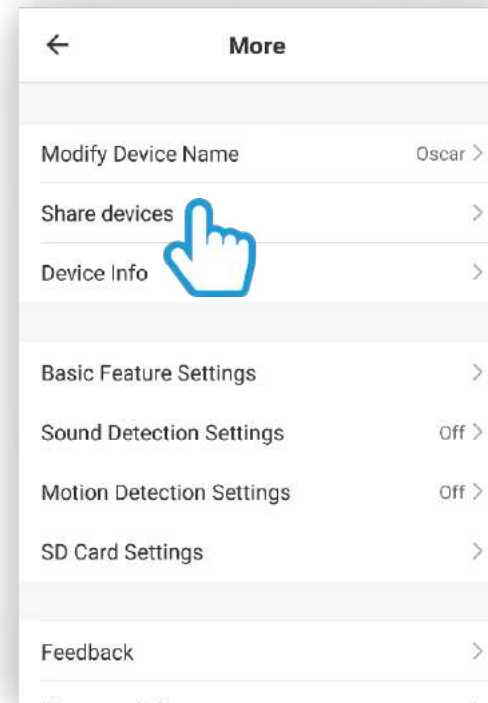 More
Modify Device Name Oscar
Share devices
Device Info
Basic Feature Settings
Sound Detection Settings Off
Motion Detection Settings Off
SD Card Settings
Feedback